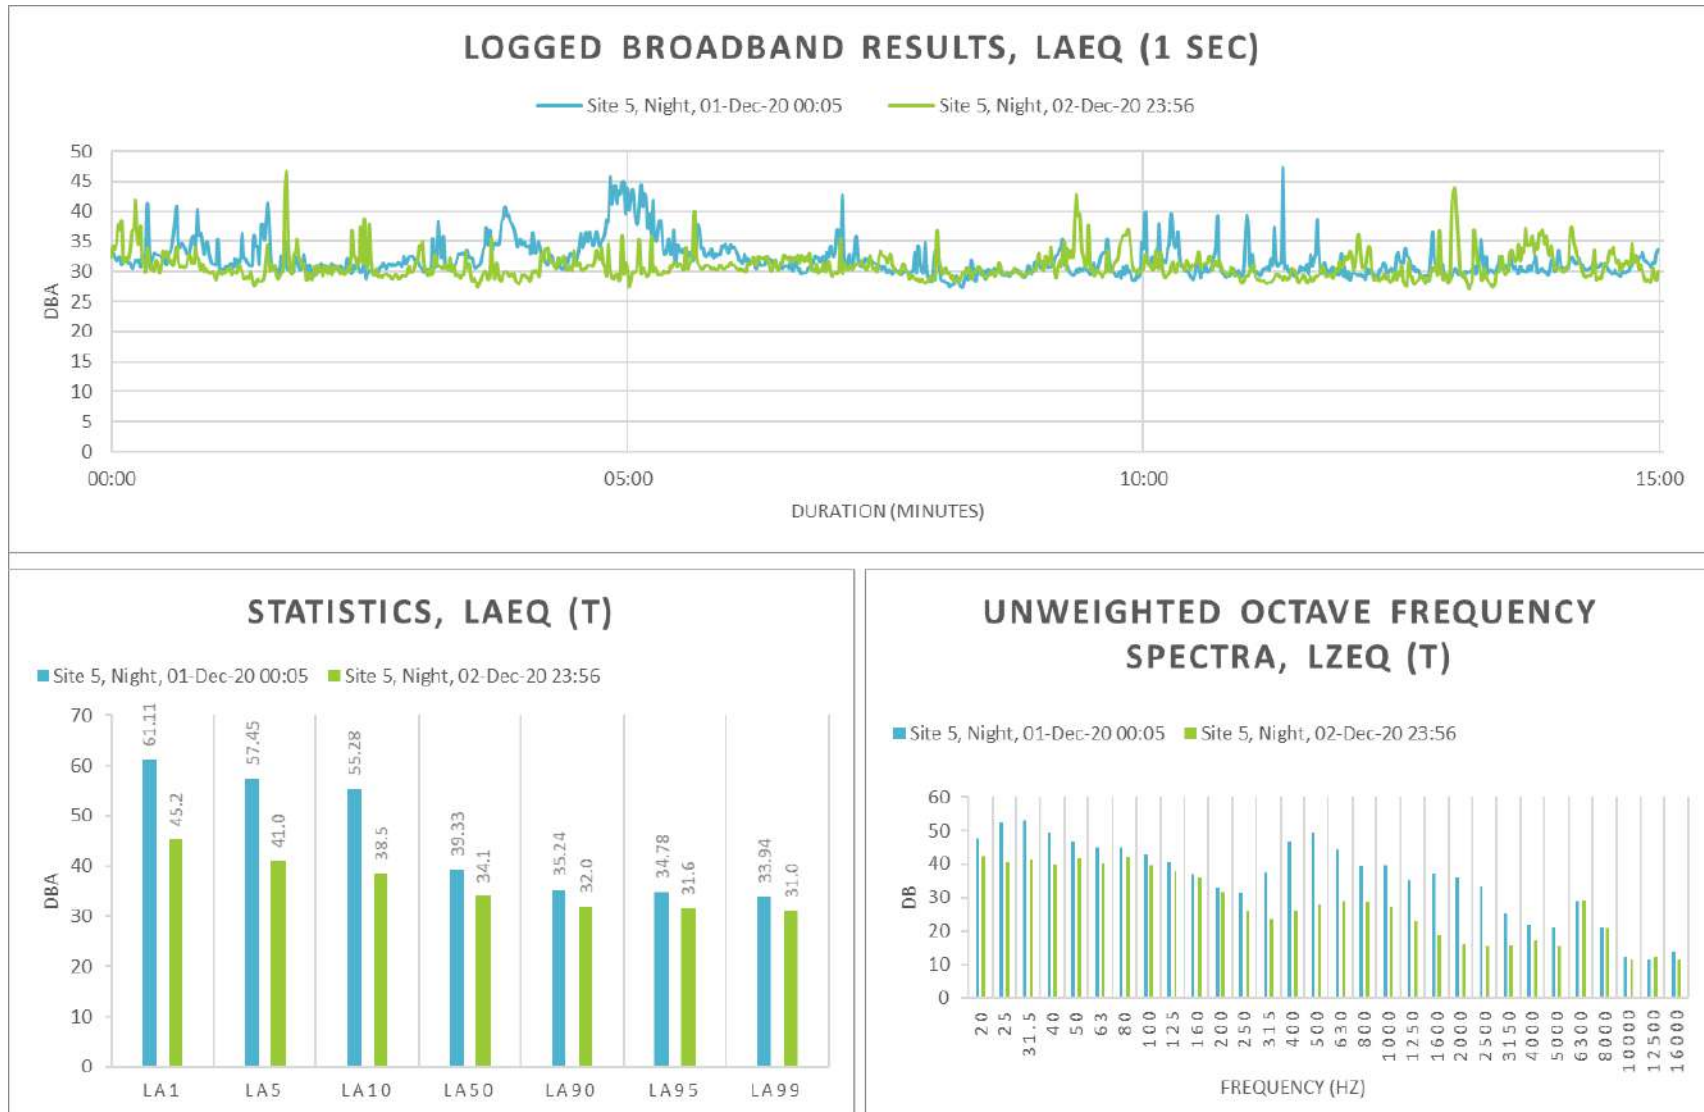 LOGGED BROADBAND RESULTS, LAEQ (1 SEC)
Site 5, Night, 01-Dec-20 00:05 Site 5, Night, 02-Dec-20 23:56
50
45
40
35
30
25
20
15
10
5
0
DBA
00:00 05:00 10:00 15:00
DURATION (MINUTES)
STATISTICS, LAEQ (T)
Site 5, Night, 01-Dec-20 00:05 Site 5, Night, 02-Dec-20 23:56
70
60
50
40
30
20
10
0
DBA
61.11 45.2 57.45 41.0 55.28 38.5 39.33 34.1 35.24 32.0 34.78 31.6 33.94 31.0
LA1 LA5 LA10 LA50 LA90 LA95 LA99
UNWEIGHTED OCTAVE FREQUENCY
SPECTRA, LZEQ (T)
Site 5, Night, 01-Dec-20 00:05 Site 5, Night, 02-Dec-20 23:56
60
50
40
30
20
10
0
DB
20 25 31.5 40 50 63 80 100 125 160 200 250 315 400 500 630 800 1000 1250 1600 2000 2500 3150 4000 5000 6300 8000 10000 12500 16000
FREQUENCY (HZ)